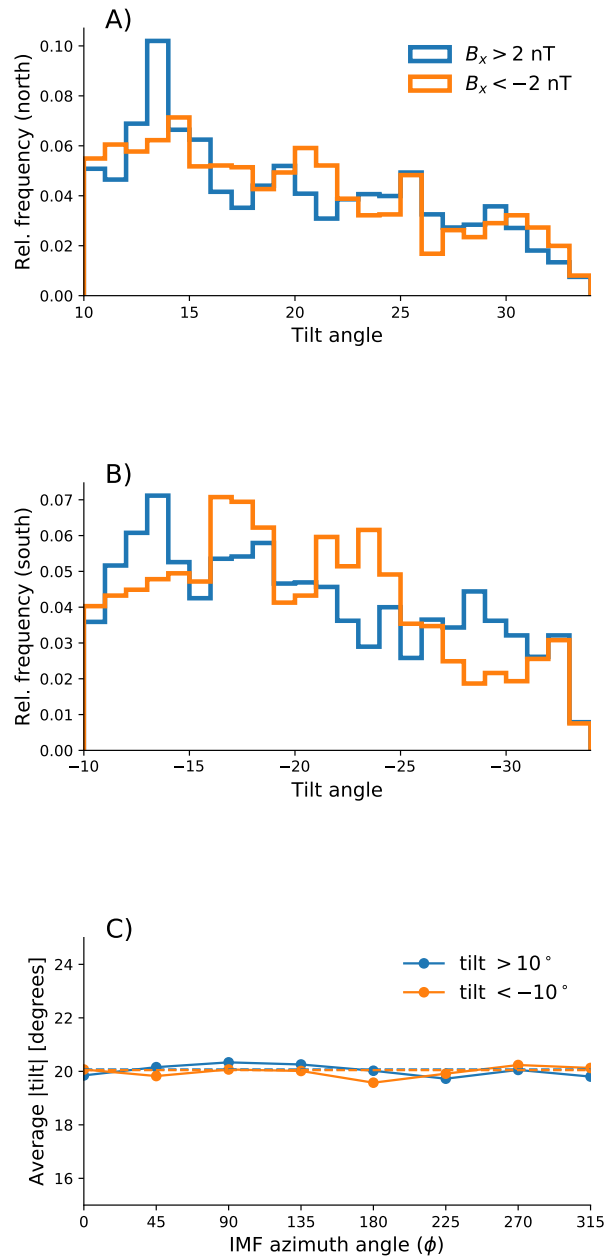 A)
0.10
0.08
0.06
0.04
0.02
0.00
Rel. frequency (north)
B_x > 2 nT
B_x < −2 nT
10 15 20 25 30
Tilt angle
B)
0.07
0.06
0.05
0.04
0.03
0.02
0.01
0.00
Rel. frequency (south)
−10 −15 −20 −25 −30
Tilt angle
C)
24
22
20
18
16
Average |tilt| [degrees]
tilt > 10°
tilt < −10°
0 45 90 135 180 225 270 315
IMF azimuth angle (ϕ)